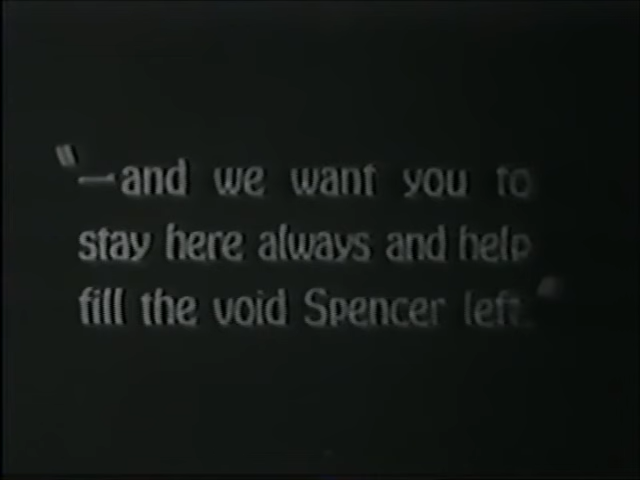 "—and we want you to
stay here always and help
fill the void Spencer left."